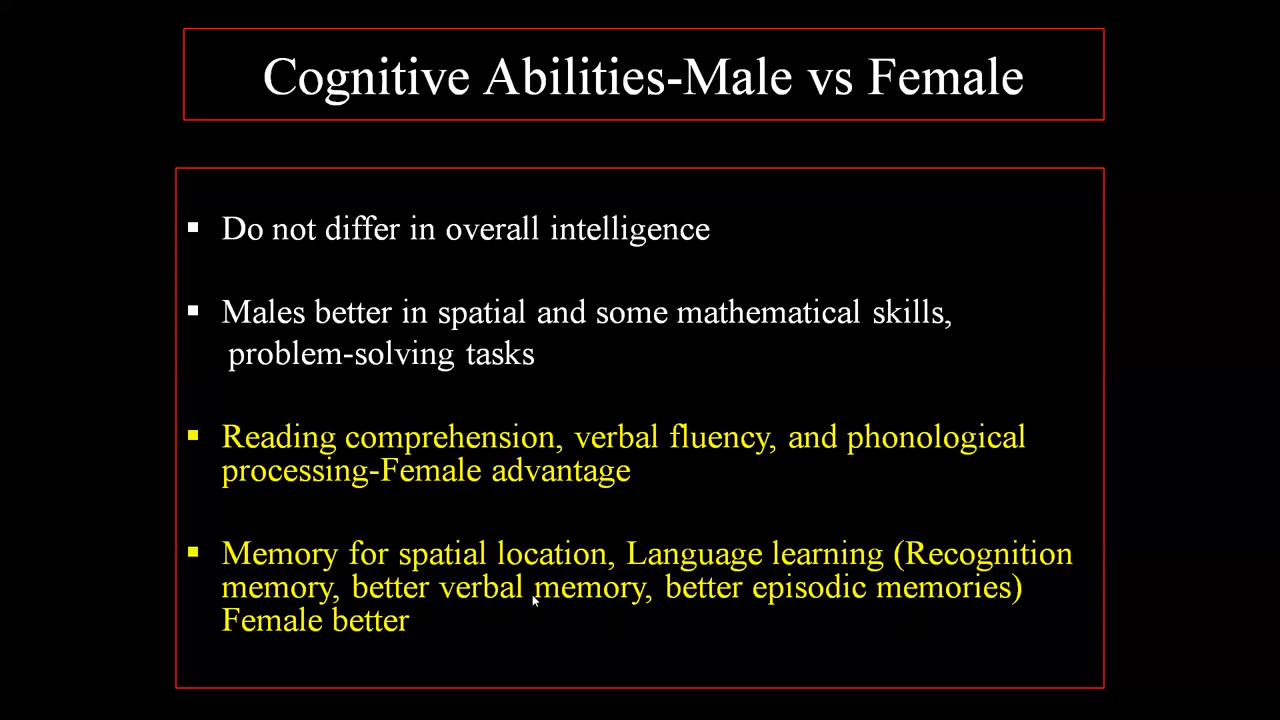 Cognitive Abilities-Male vs Female
▪ Do not differ in overall intelligence
▪ Males better in spatial and some mathematical skills,
problem-solving tasks
▪ Reading comprehension, verbal fluency, and phonological
processing-Female advantage
▪ Memory for spatial location, Language learning (Recognition
memory, better verbal memory, better episodic memories)
Female better